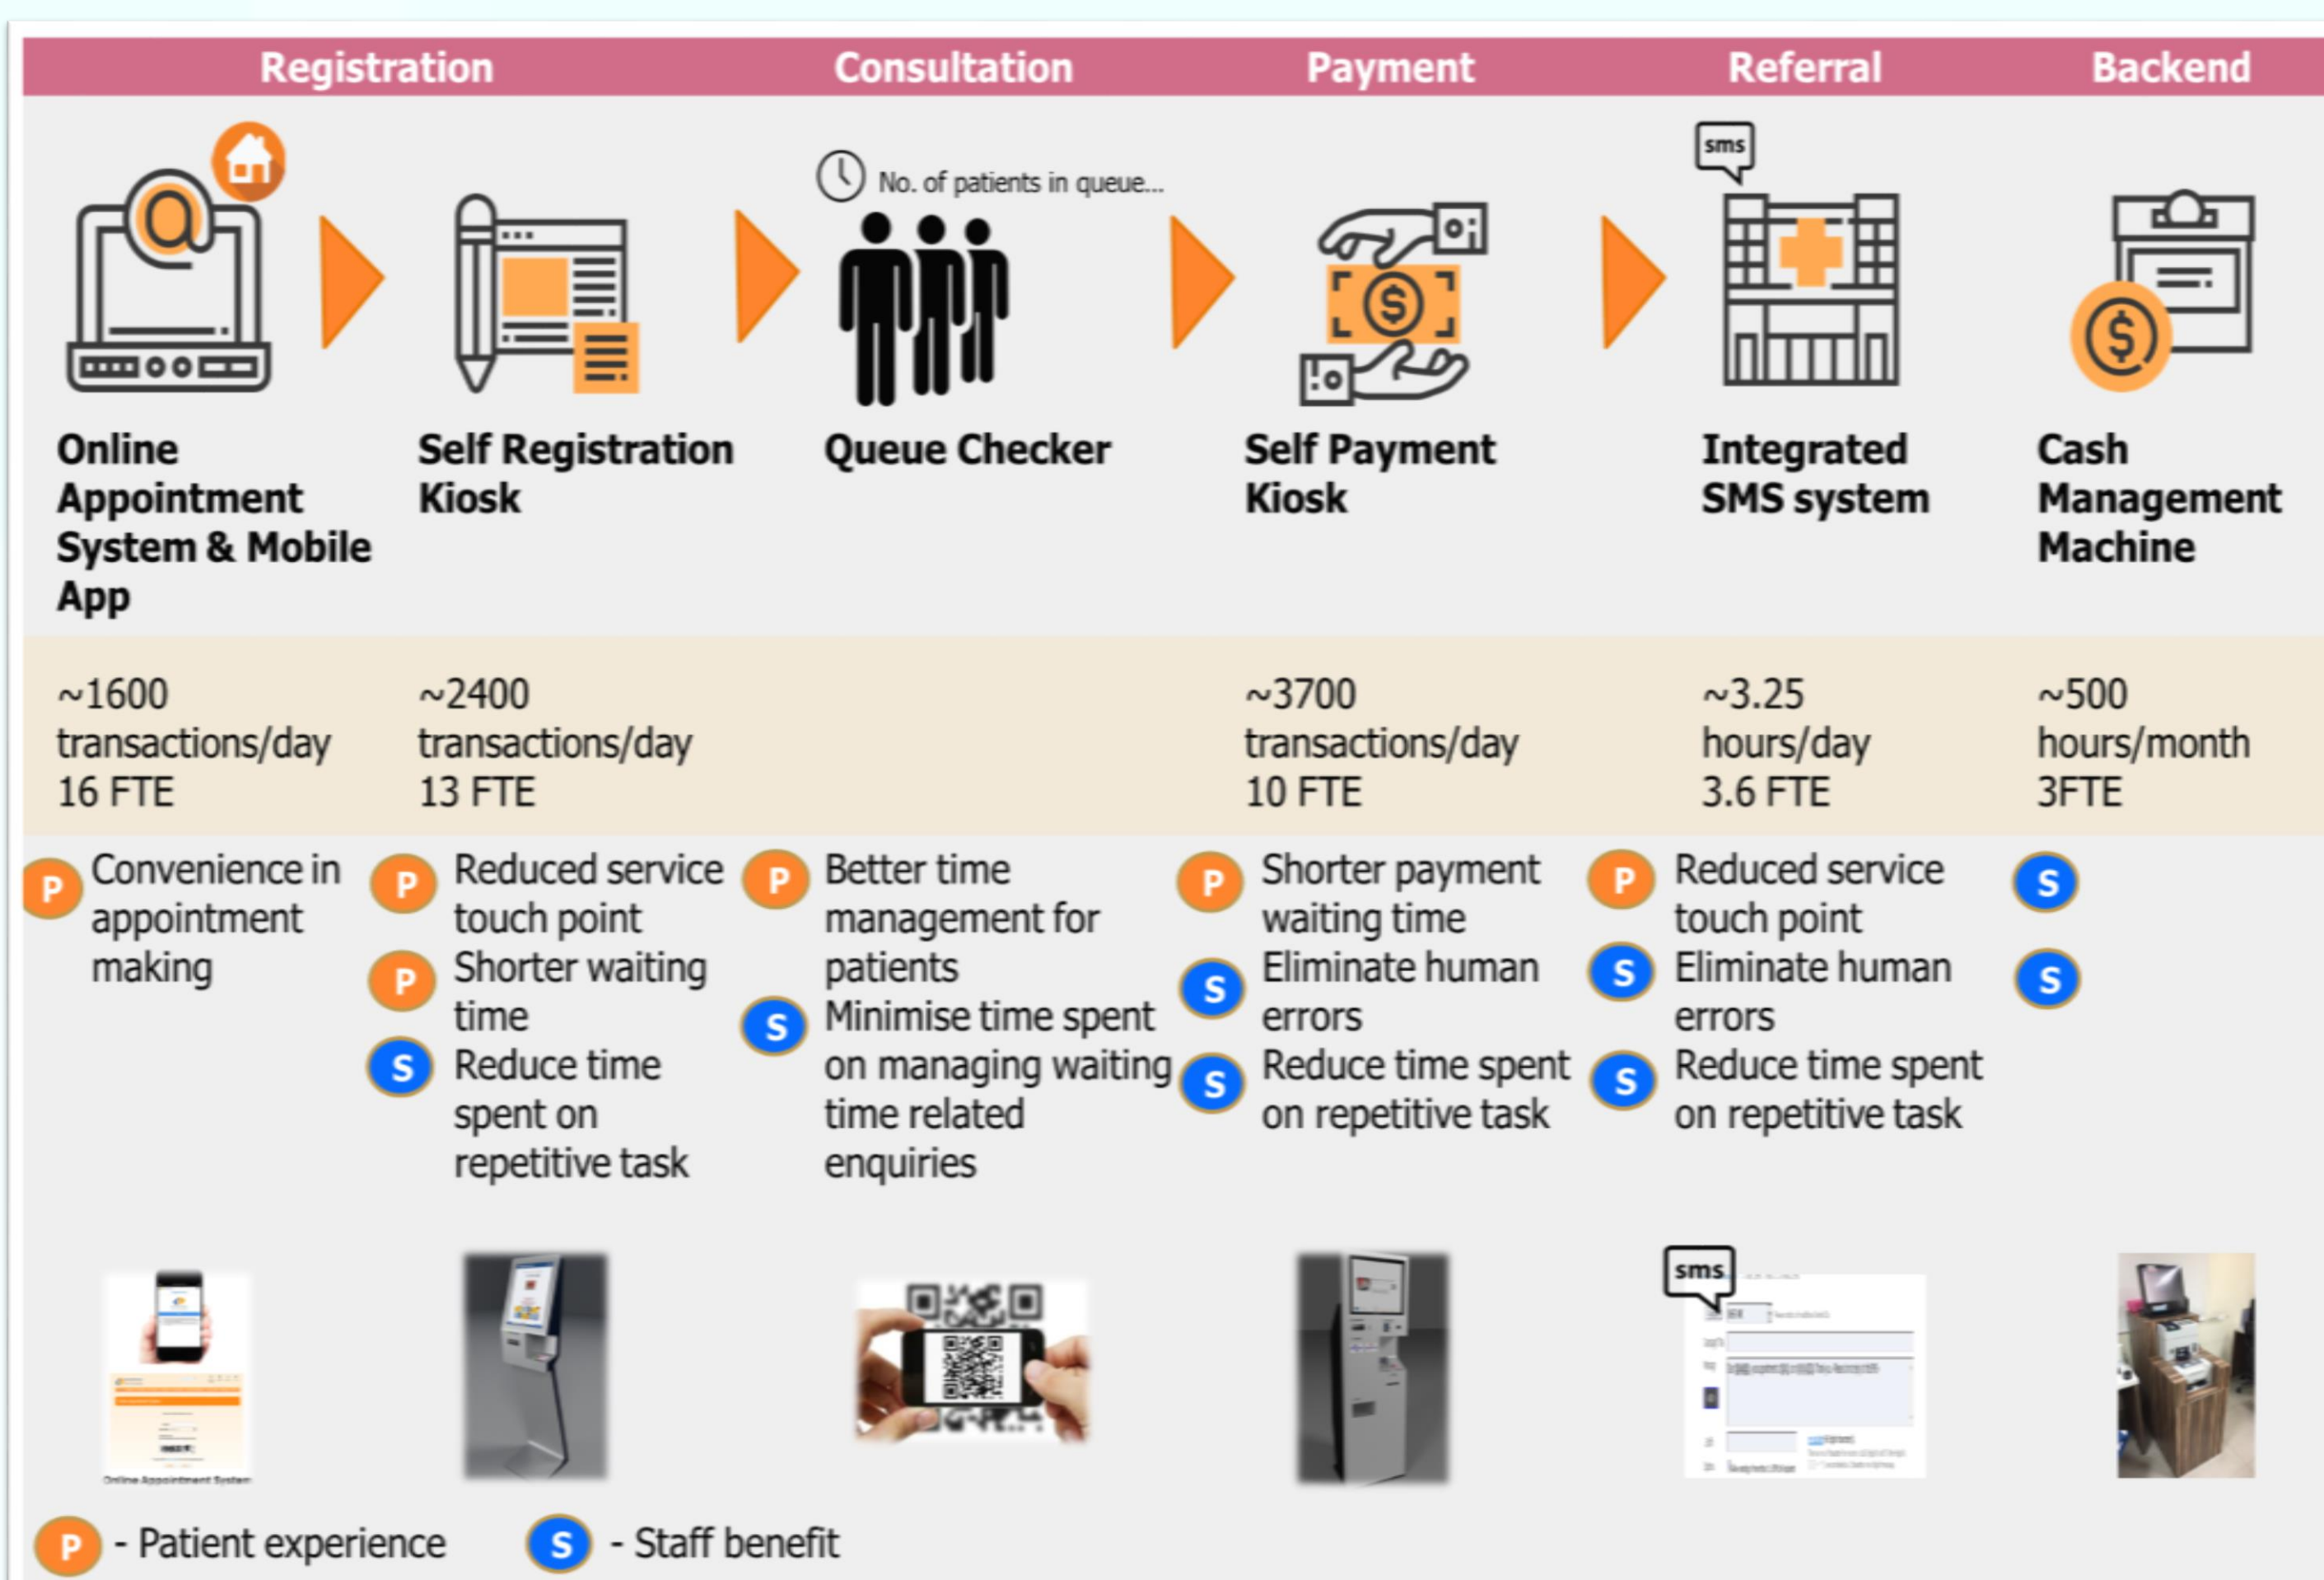 Registration
Consultation
Payment
Referral
Backend
sms
No. of patients in queue...
Online
Appointment
System & Mobile
App
Self Registration
Kiosk
Queue Checker
Self Payment
Kiosk
Integrated
SMS system
Cash
Management
Machine
~1600
transactions/day
16 FTE
~2400
transactions/day
13 FTE
~3700
transactions/day
10 FTE
~3.25
hours/day
3.6 FTE
~500
hours/month
3FTE
P
Convenience in
appointment
making
P
Reduced service
touch point
P
Shorter waiting
time
S
Reduce time
spent on
repetitive task
P
Better time
management for
patients
S
Minimise time spent
on managing waiting
time related
enquiries
P
Shorter payment
waiting time
S
Eliminate human
errors
S
Reduce time spent
on repetitive task
P
Reduced service
touch point
S
Eliminate human
errors
S
Reduce time spent
on repetitive task
S
S
Online Appointment System
sms
P - Patient experience
S - Staff benefit